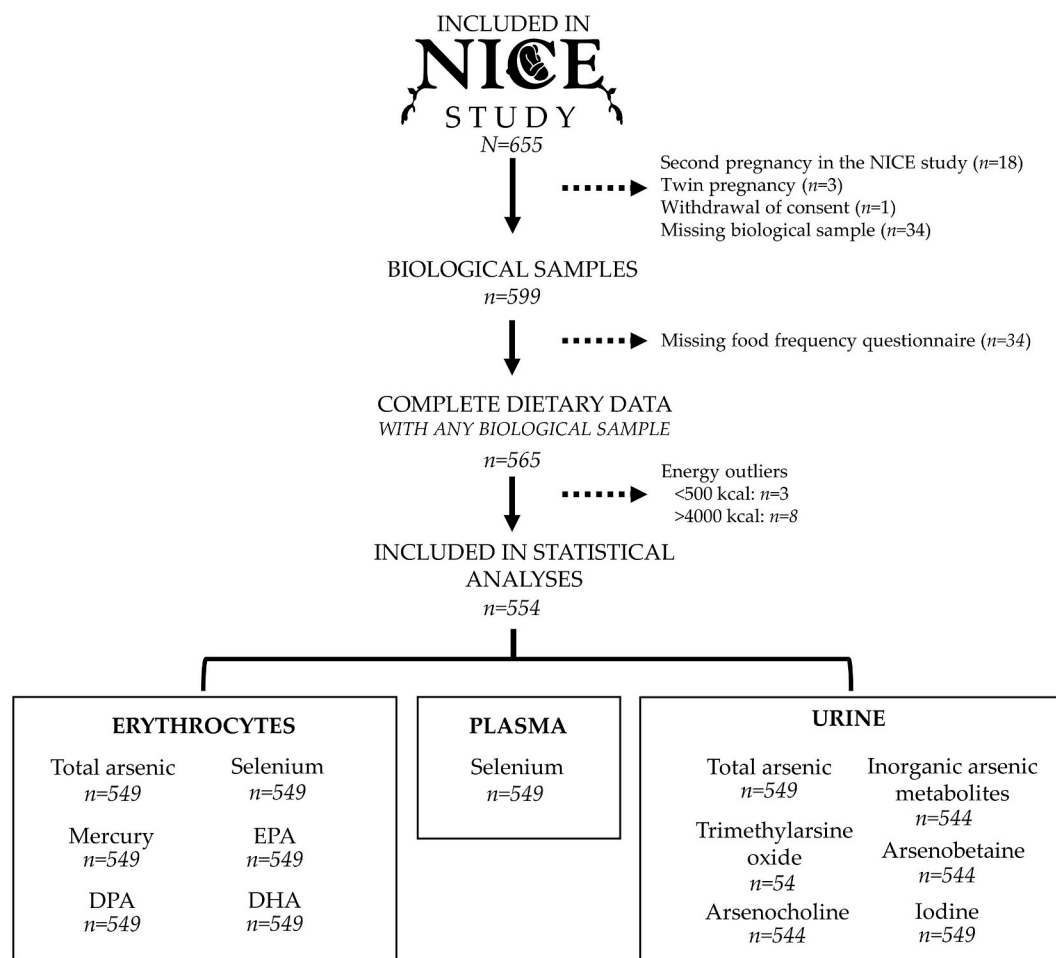 INCLUDED IN
NICE
STUDY
N=655
Second pregnancy in the NICE study (n=18)
Twin pregnancy (n=3)
Withdrawal of consent (n=1)
Missing biological sample (n=34)
BIOLOGICAL SAMPLES
n=599
Missing food frequency questionnaire (n=34)
COMPLETE DIETARY DATA
WITH ANY BIOLOGICAL SAMPLE
n=565
Energy outliers
<500 kcal: n=3
>4000 kcal: n=8
INCLUDED IN STATISTICAL
ANALYSES
n=554
ERYTHROCYTES
Total arsenic
n=549
Selenium
n=549
Mercury
n=549
EPA
n=549
DPA
n=549
DHA
n=549
PLASMA
Selenium
n=549
URINE
Total arsenic
n=549
Inorganic arsenic
metabolites
n=544
Trimethylarsine
oxide
n=54
Arsenobetaine
n=544
Arsenocholine
n=544
Iodine
n=549